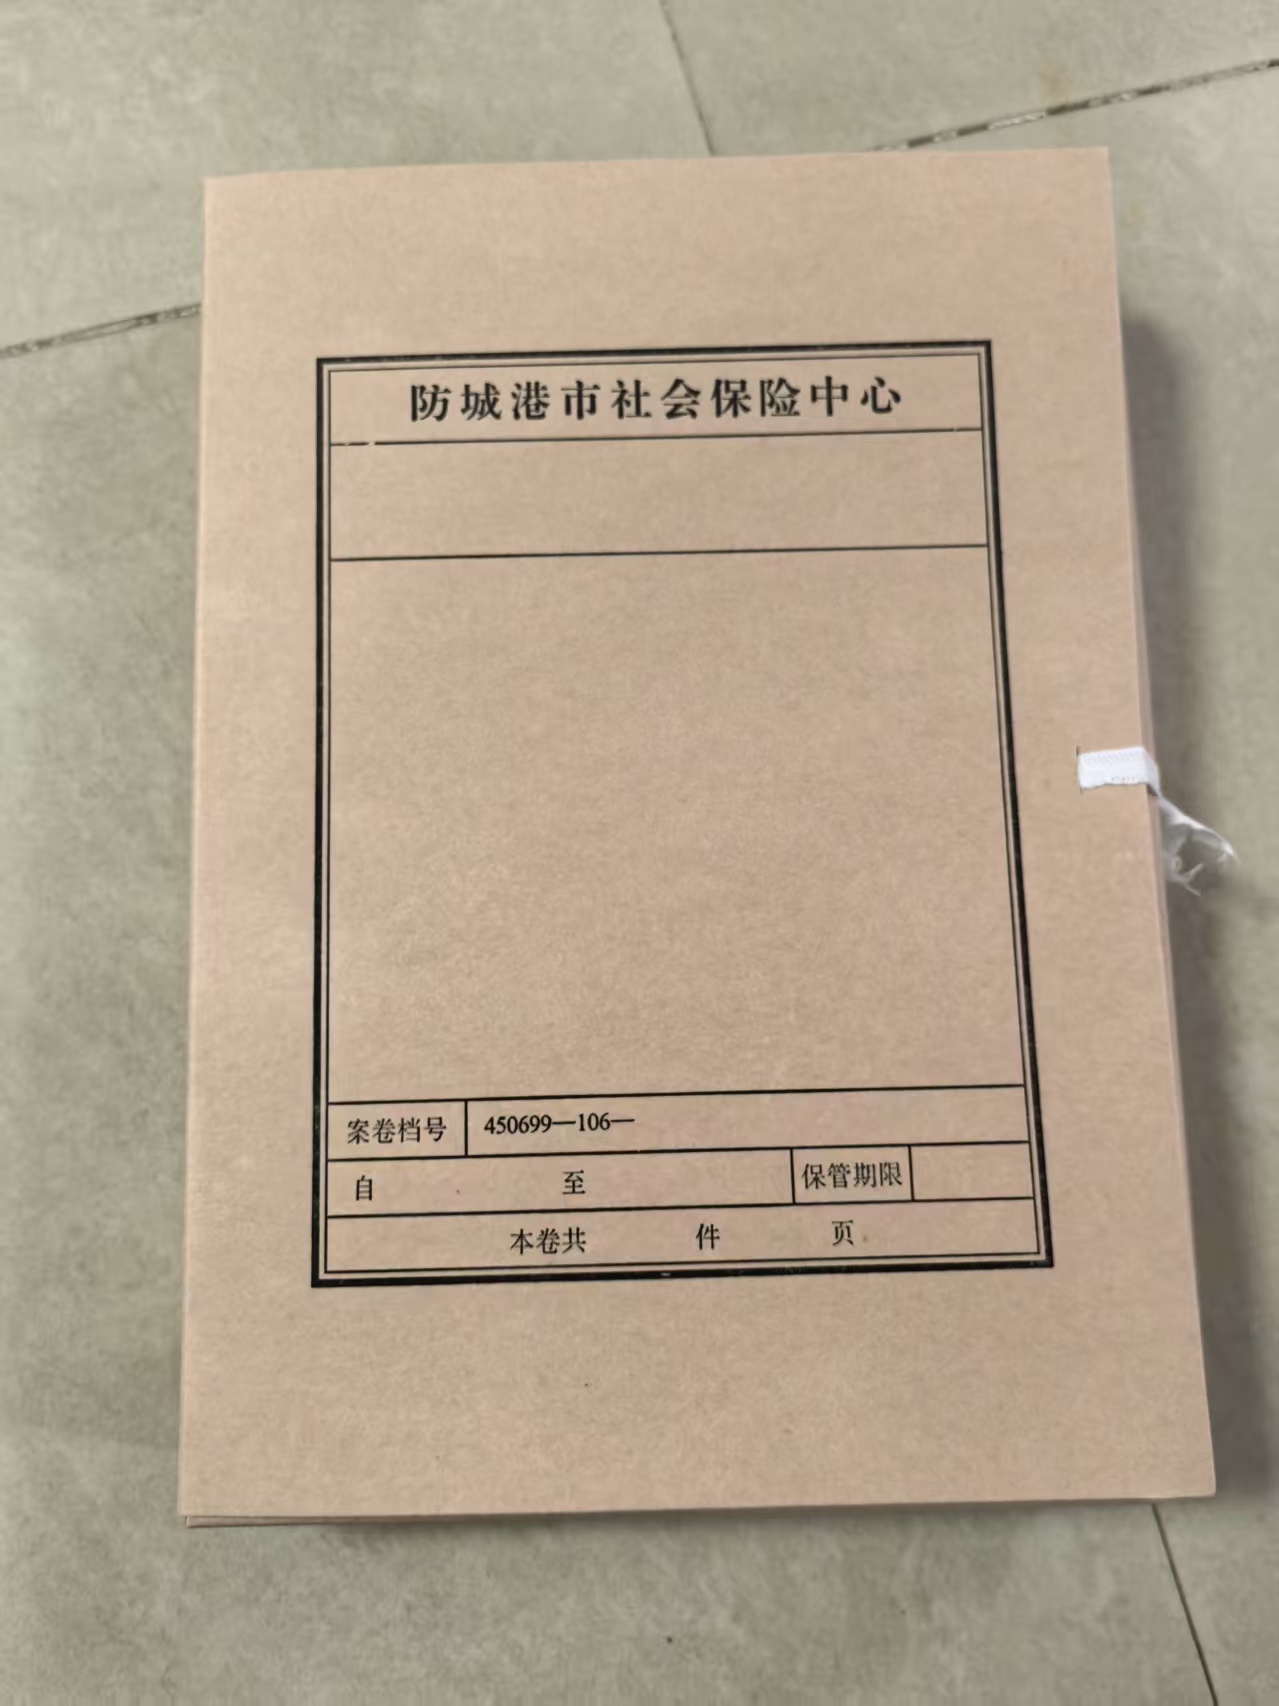 防城港市社会保险中心
案卷档号 450699—106—
自 至 保管期限
本卷共 件 页